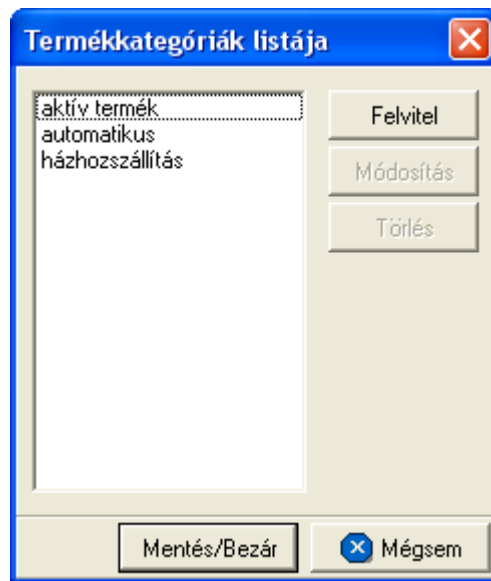 Termékkategóriák listája
aktív termék
automatikus
házhozszállítás
Felvitel
Módosítás
Törlés
Mentés/Bezár
Mégsem